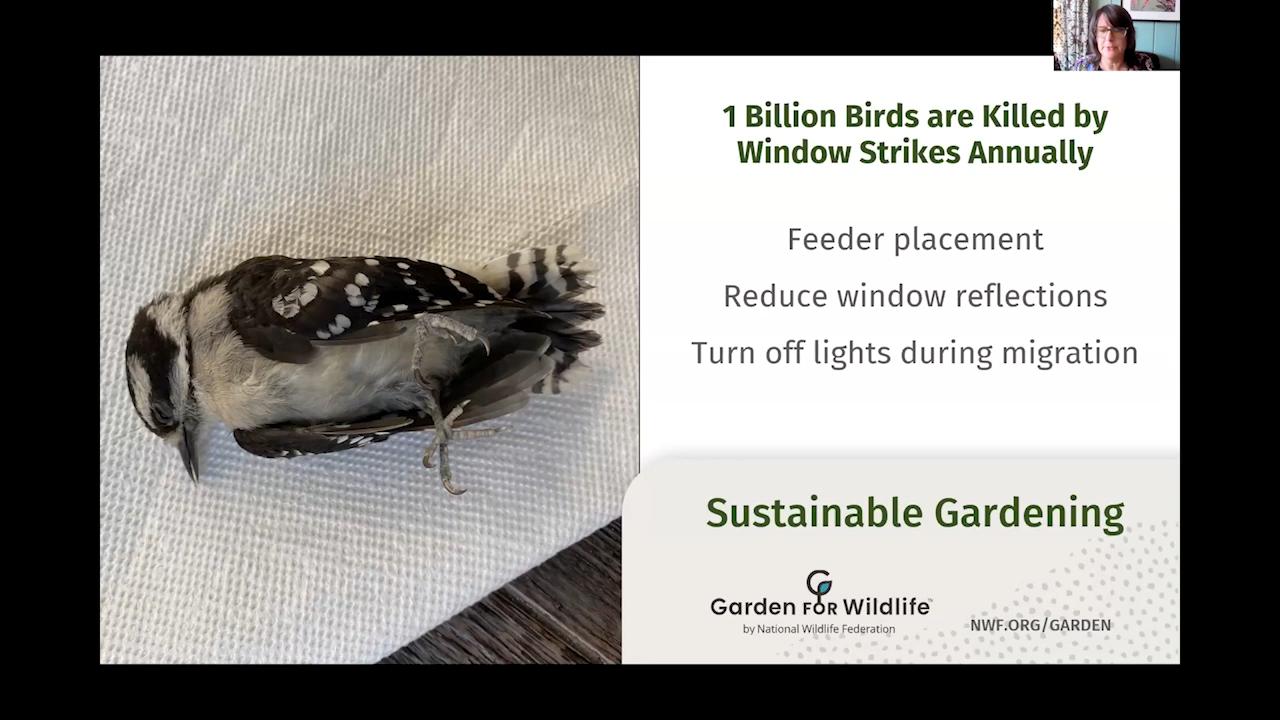 1 Billion Birds are Killed by
Window Strikes Annually
Feeder placement
Reduce window reflections
Turn off lights during migration
Sustainable Gardening
Garden FOR Wildlife™
by National Wildlife Federation
NWF.ORG/GARDEN